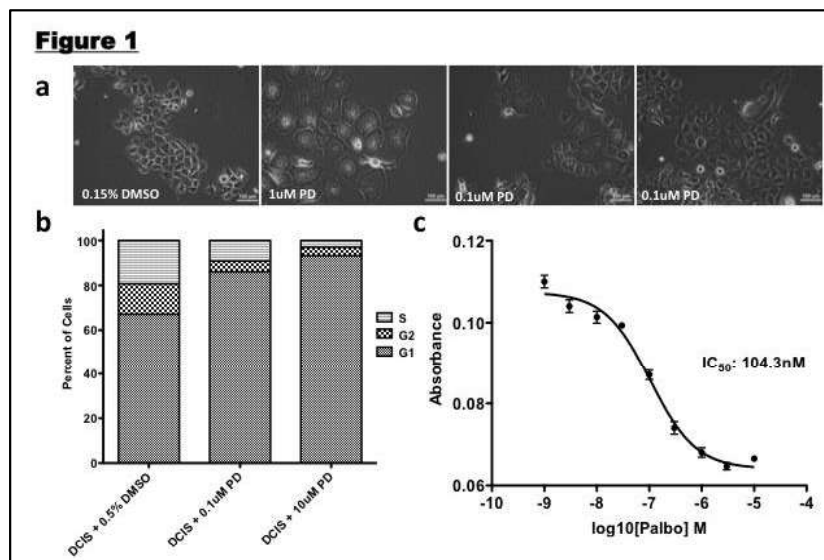 Figure 1
a
0.15% DMSO
1uM PD
0.1uM PD
0.1uM PD
b
100
80
60
40
20
0
Percent of Cells
S
G2
G1
DCIS + 0.5% DMSO
DCIS + 0.1uM PD
DCIS + 10uM PD
c
0.12
0.10
0.08
0.06
Absorbance
IC₅₀: 104.3nM
-10
-9
-8
-7
-6
-5
-4
log10[Palbo] M